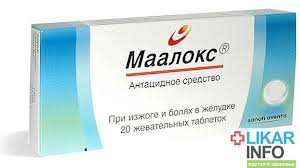 Маалокс®
Антацидное средство
При изжоге и болях в желудке
20 жевательных таблеток
sanofi aventis
LIKAR
INFO